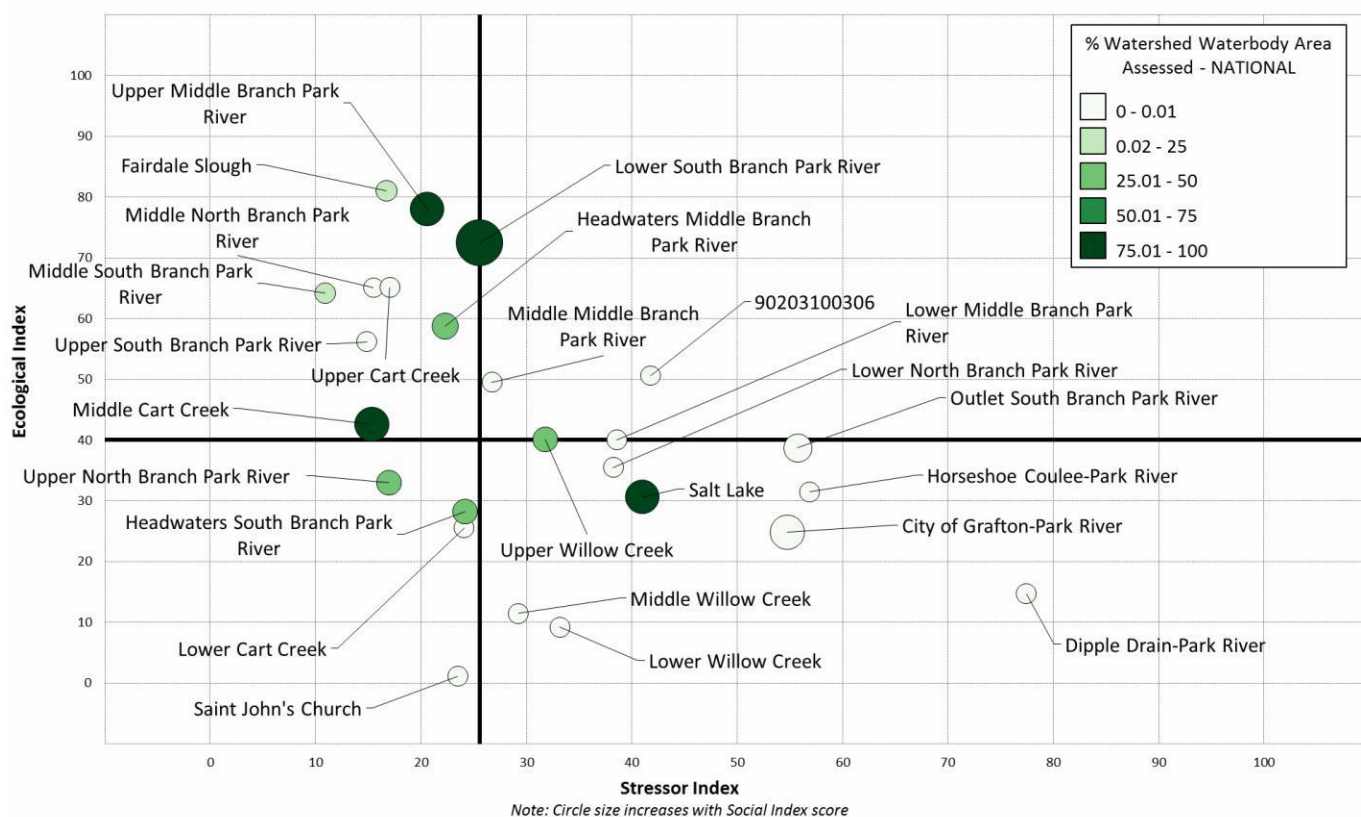 % Watershed Waterbody Area
Assessed - NATIONAL
0 - 0.01
0.02 - 25
25.01 - 50
50.01 - 75
75.01 - 100
Ecological Index
100
90
80
70
60
50
40
30
20
10
0
Upper Middle Branch Park
River
Fairdale Slough
Middle North Branch Park
River
Middle South Branch Park
River
Upper South Branch Park River
Upper Cart Creek
Middle Cart Creek
Upper North Branch Park River
Headwaters South Branch Park
River
Lower Cart Creek
Saint John's Church
Lower South Branch Park River
Headwaters Middle Branch
Park River
Middle Middle Branch
Park River
90203100306
Lower Middle Branch Park
River
Lower North Branch Park River
Outlet South Branch Park River
Horseshoe Coulee-Park River
Salt Lake
City of Grafton-Park River
Upper Willow Creek
Middle Willow Creek
Lower Willow Creek
Dipple Drain-Park River
0 10 20 30 40 50 60 70 80 90 100
Stressor Index
Note: Circle size increases with Social Index score